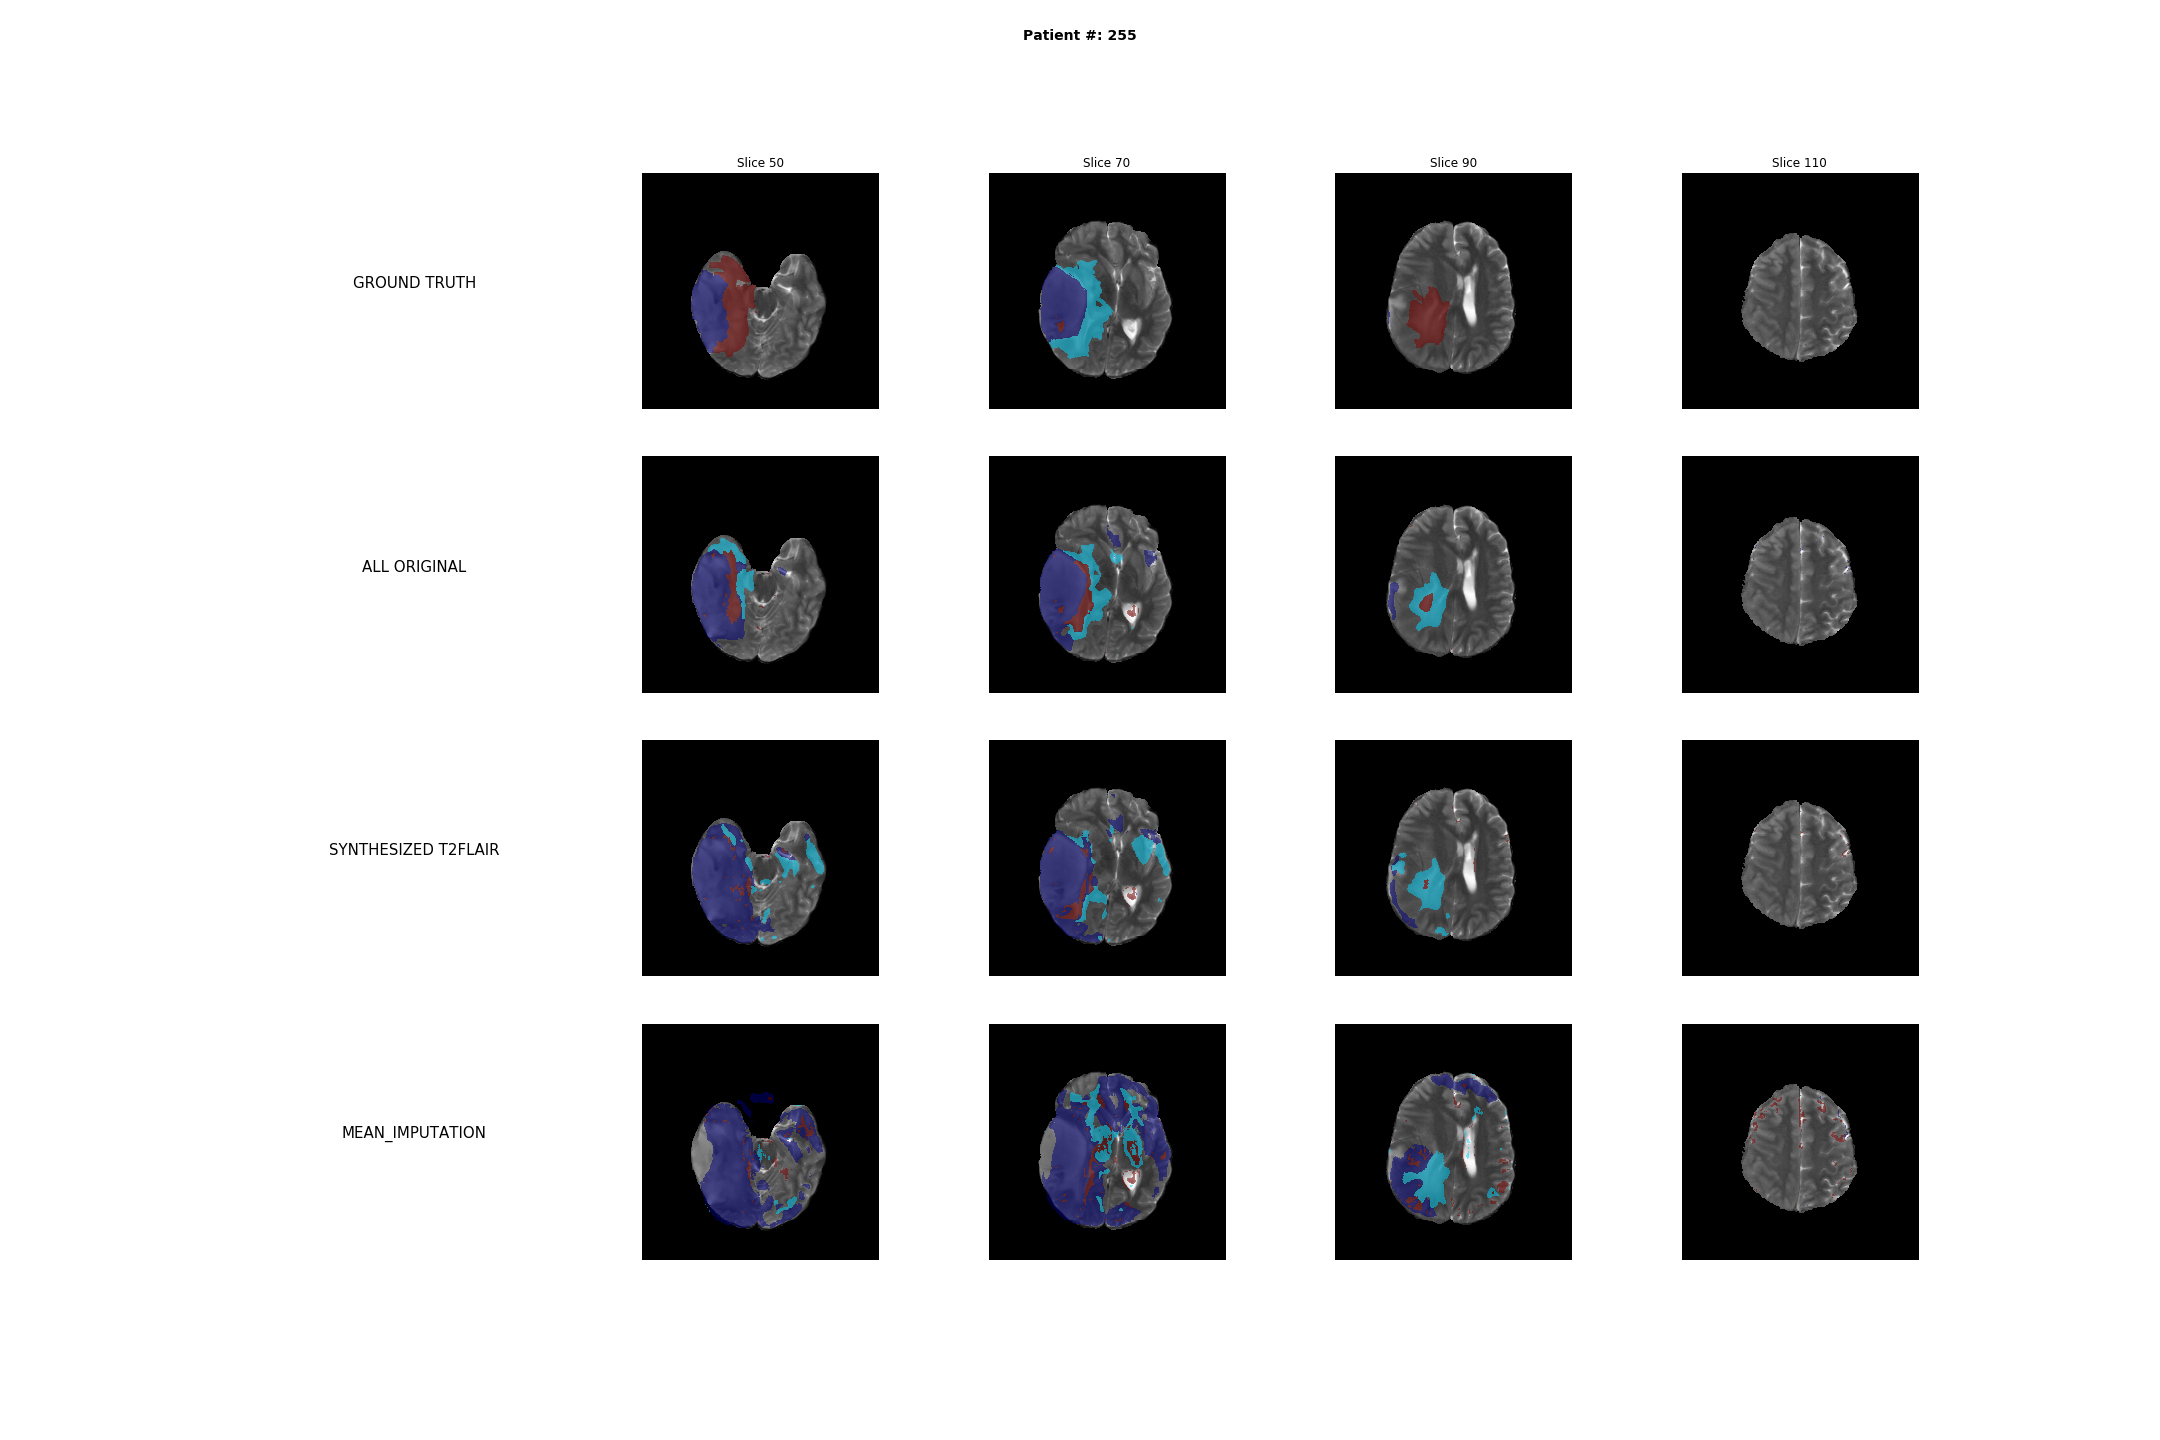 Patient #: 255
Slice 50
Slice 70
Slice 90
Slice 110
GROUND TRUTH
ALL ORIGINAL
SYNTHESIZED T2FLAIR
MEAN_IMPUTATION